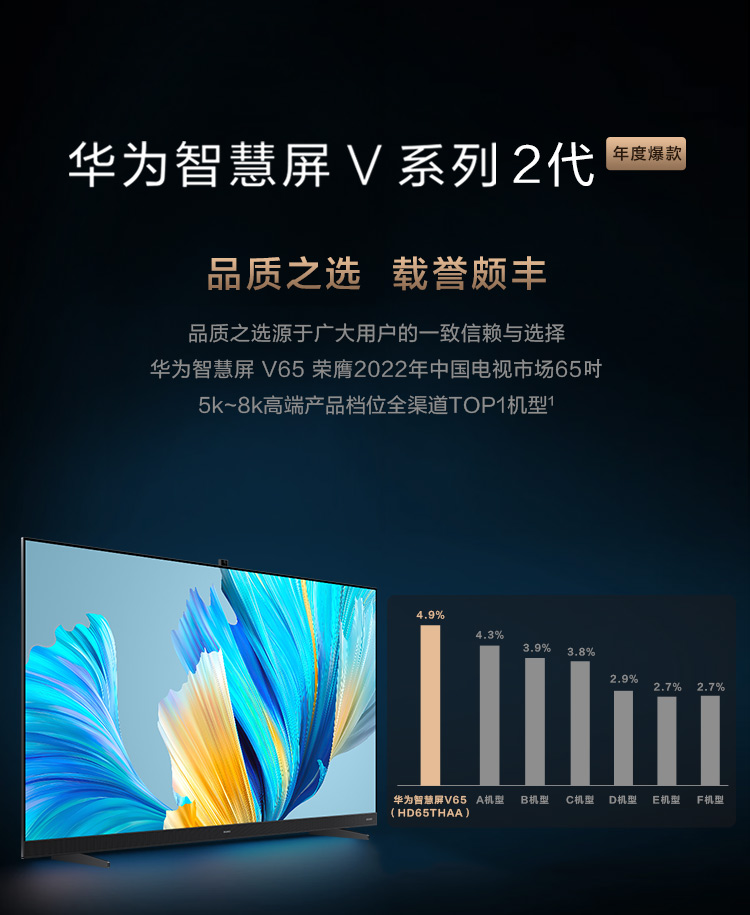 华为智慧屏 V 系列 2代 年度爆款
品质之选 载誉颇丰
品质之选源于广大用户的一致信赖与选择
华为智慧屏 V65 荣膺2022年中国电视市场65吋
5k~8k高端产品档位全渠道TOP1机型¹
4.9%
4.3%
3.9%
3.8%
2.9%
2.7%
2.7%
华为智慧屏V65
（HD65THAA）
A机型
B机型
C机型
D机型
E机型
F机型